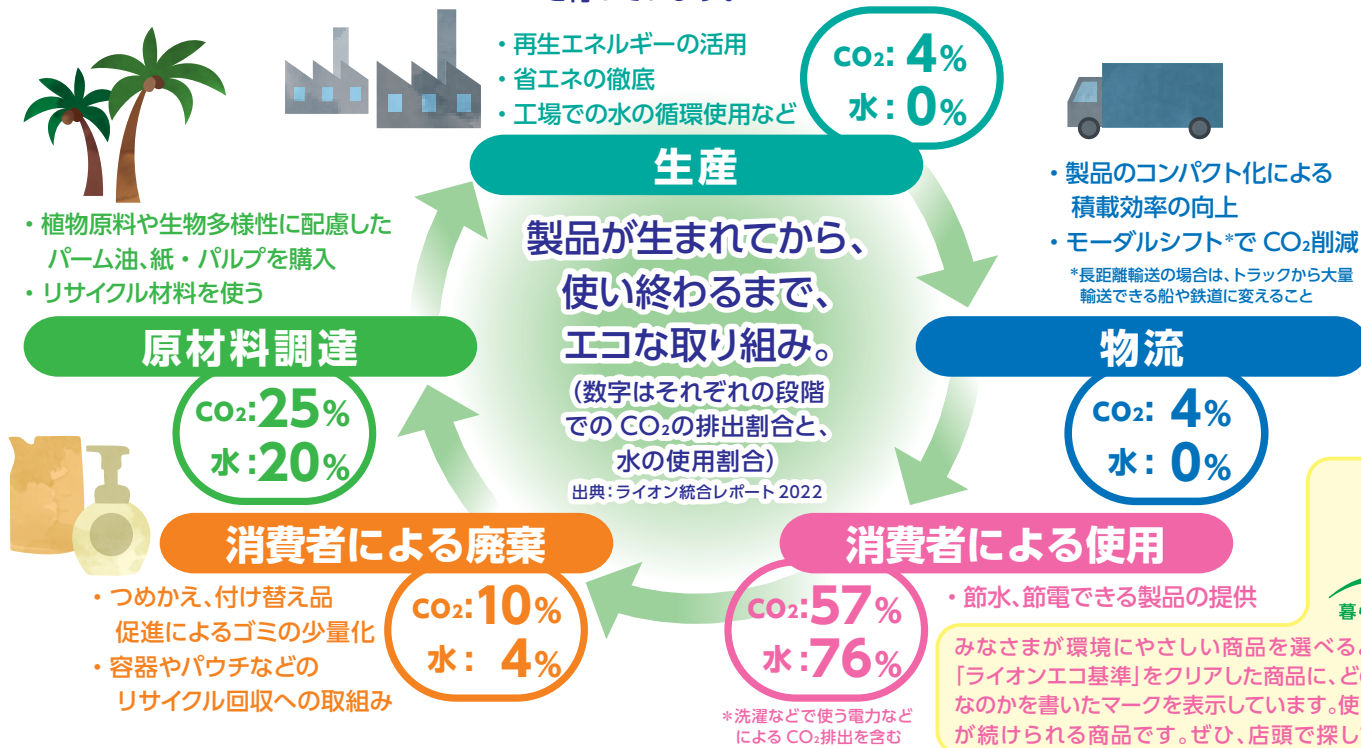 ・再生エネルギーの活用
・省エネの徹底
・工場での水の循環使用など
CO₂: 4%
水: 0%
生産
・植物原料や生物多様性に配慮した
パーム油、紙・パルプを購入
・リサイクル材料を使う
原材料調達
CO₂:25%
水:20%
製品が生まれてから、
使い終わるまで、
エコな取り組み。
(数字はそれぞれの段階
でのCO₂の排出割合と、
水の使用割合)
出典:ライオン統合レポート2022
・製品のコンパクト化による
積載効率の向上
・モーダルシフト*でCO₂削減
*長距離輸送の場合は、トラックから大量
輸送できる船や鉄道に変えること
物流
CO₂: 4%
水: 0%
消費者による廃棄
・つめかえ、付け替え品
促進によるゴミの少量化
・容器やパウチなどの
リサイクル回収への取組み
CO₂:10%
水: 4%
消費者による使用
CO₂:57%
水:76%
*洗濯などで使う電力など
によるCO₂排出を含む
・節水、節電できる製品の提供
暮
みなさまが環境にやさしい商品を選べる
「ライオンエコ基準」をクリアした商品に、ど
なのかを書いたマークを表示しています。使
が続けられる商品です。ぜひ、店頭で探し